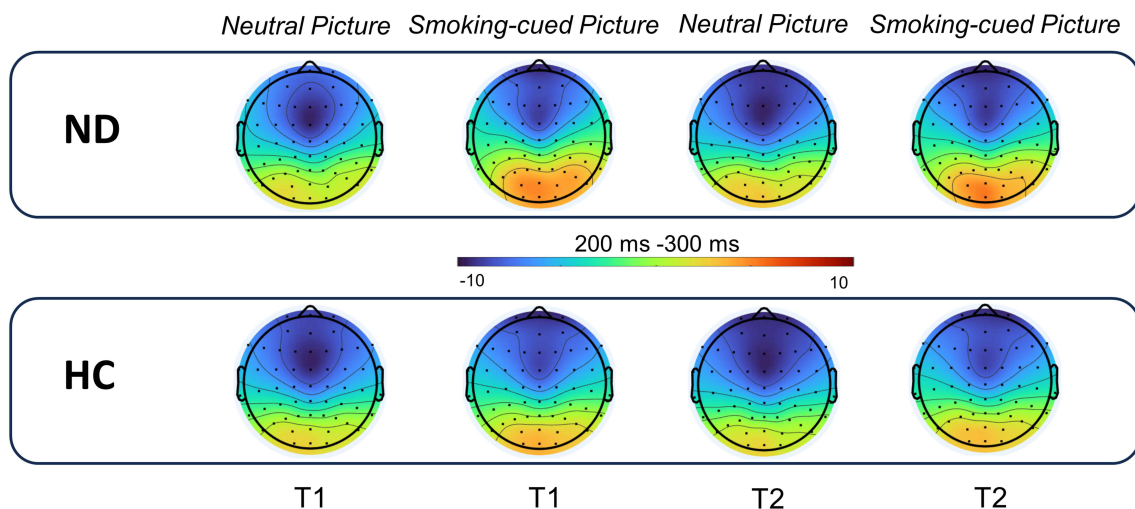 Neutral Picture Smoking-cued Picture Neutral Picture Smoking-cued Picture
ND
200 ms -300 ms
-10 10
HC
T1 T1 T2 T2